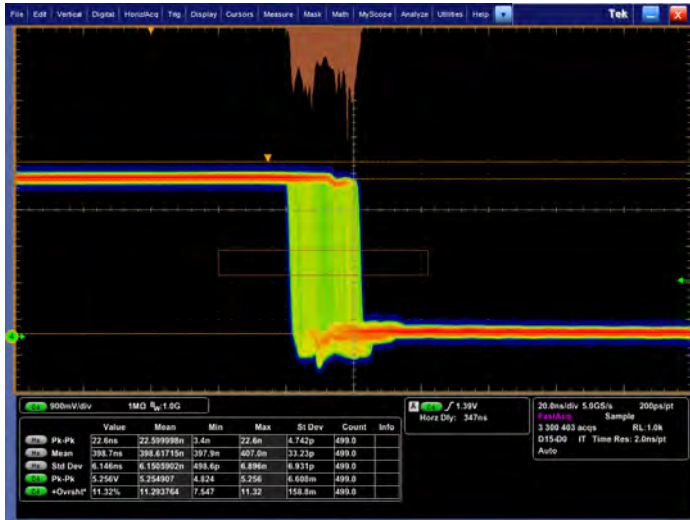 File Edit Vertical Digital Horiz/Acq Trig Display Cursors Measure Mask Math MyScope Analyze Utilities Help Tek X
4
C4 900mV/div 1MΩ BW:1.0G
A C4 1.39V
Horz Dly: 347ns
20.0ns/div 5.0GS/s 200ps/pt
FastAcq Sample
3 300 403 acqs RL:1.0k
D15-D0 IT Time Res: 2.0ns/pt
Auto
Value Mean Min Max St Dev Count Info
Hs Pk-Pk 22.6ns 22.599998n 3.4n 22.6n 4.742p 499.0
Hs Mean 398.7ns 398.61715n 397.9n 407.0n 33.23p 499.0
Hs Std Dev 6.146ns 6.1505902n 498.6p 6.896n 6.931p 499.0
C4 Pk-Pk 5.256V 5.254907 4.824 5.256 6.608m 499.0
C4 +Ovrsht* 11.32% 11.293764 7.547 11.32 158.8m 499.0